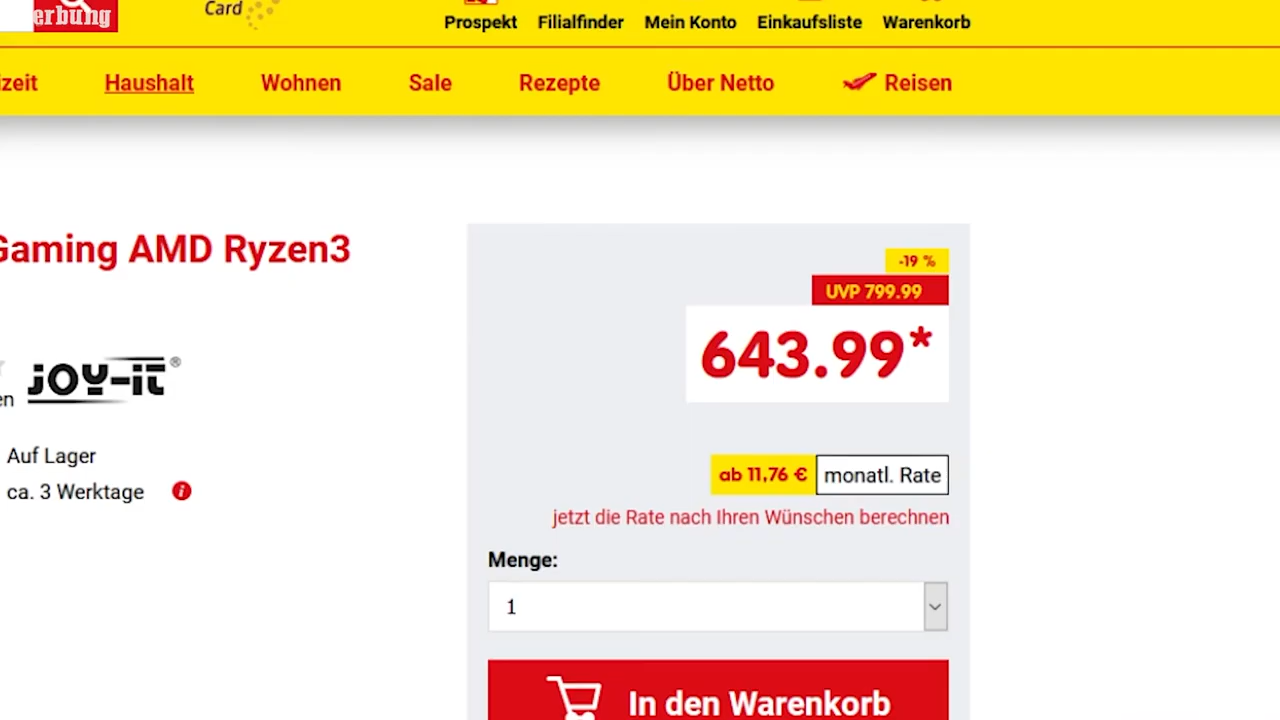 erbung
Card
Prospekt Filialfinder Mein Konto Einkaufsliste Warenkorb
zeit Haushalt Wohnen Sale Rezepte Über Netto Reisen
Gaming AMD Ryzen3
-19 %
UVP 799.99
643.99*
JOY-iT®
en
Auf Lager
ca. 3 Werktage
ab 11,76 € monatl. Rate
jetzt die Rate nach Ihren Wünschen berechnen
Menge:
1
In den Warenkorb